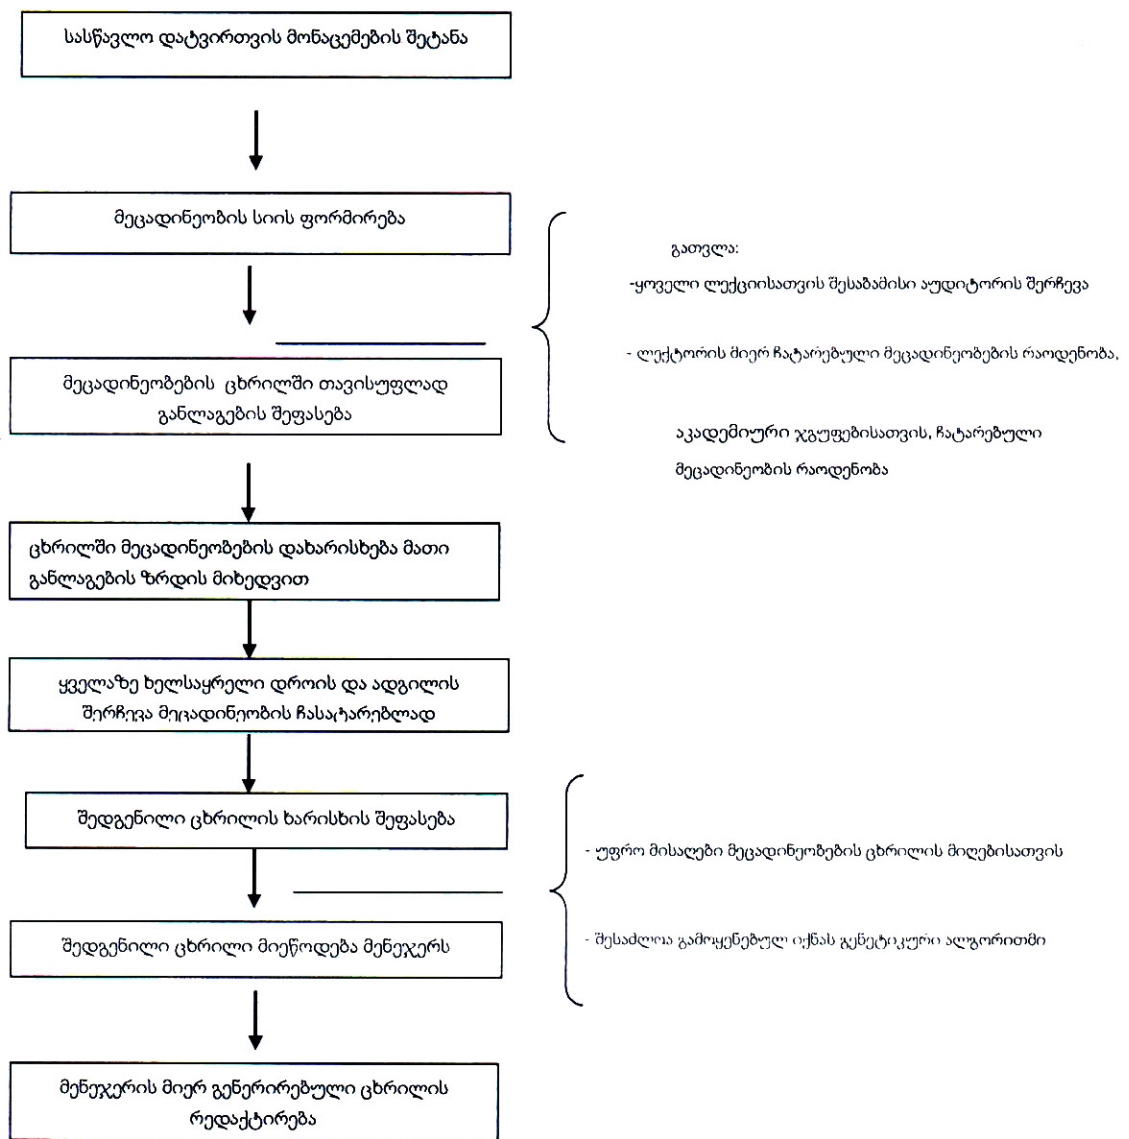 სასწავლო დატვირთვის მონაცემების შეტანა
მეცადინეობის სიის ფორმირება
გათვლა:
-ყოველი ლექციისათვის შესაბამისი აუდიტორის შერჩევა
- ლექტორის მიერ ჩატარებული მეცადინეობების რაოდენობა,
მეცადინეობების ცხრილში თავისუფლად
განლაგების შეფასება
აკადემიური ჯგუფებისათვის, ჩატარებული
მეცადინეობის რაოდენობა
ცხრილში მეცადინეობების დახარისხება მათი
განლაგების ზრდის მიხედვით
ყველაზე ხელსაყრელი დროის და ადგილის
შერჩევა მეცადინეობის ჩასატარებლად
შედგენილი ცხრილის ხარისხის შეფასება
- უფრო მისაღები მეცადინეობების ცხრილის მიღებისათვის
შედგენილი ცხრილი მიეწოდება მენეჯერს
- შესაძლოა გამოყენებულ იქნას გენეტიკური ალგორითმი
მენეჯერის მიერ გენერირებული ცხრილის
რედაქტირება